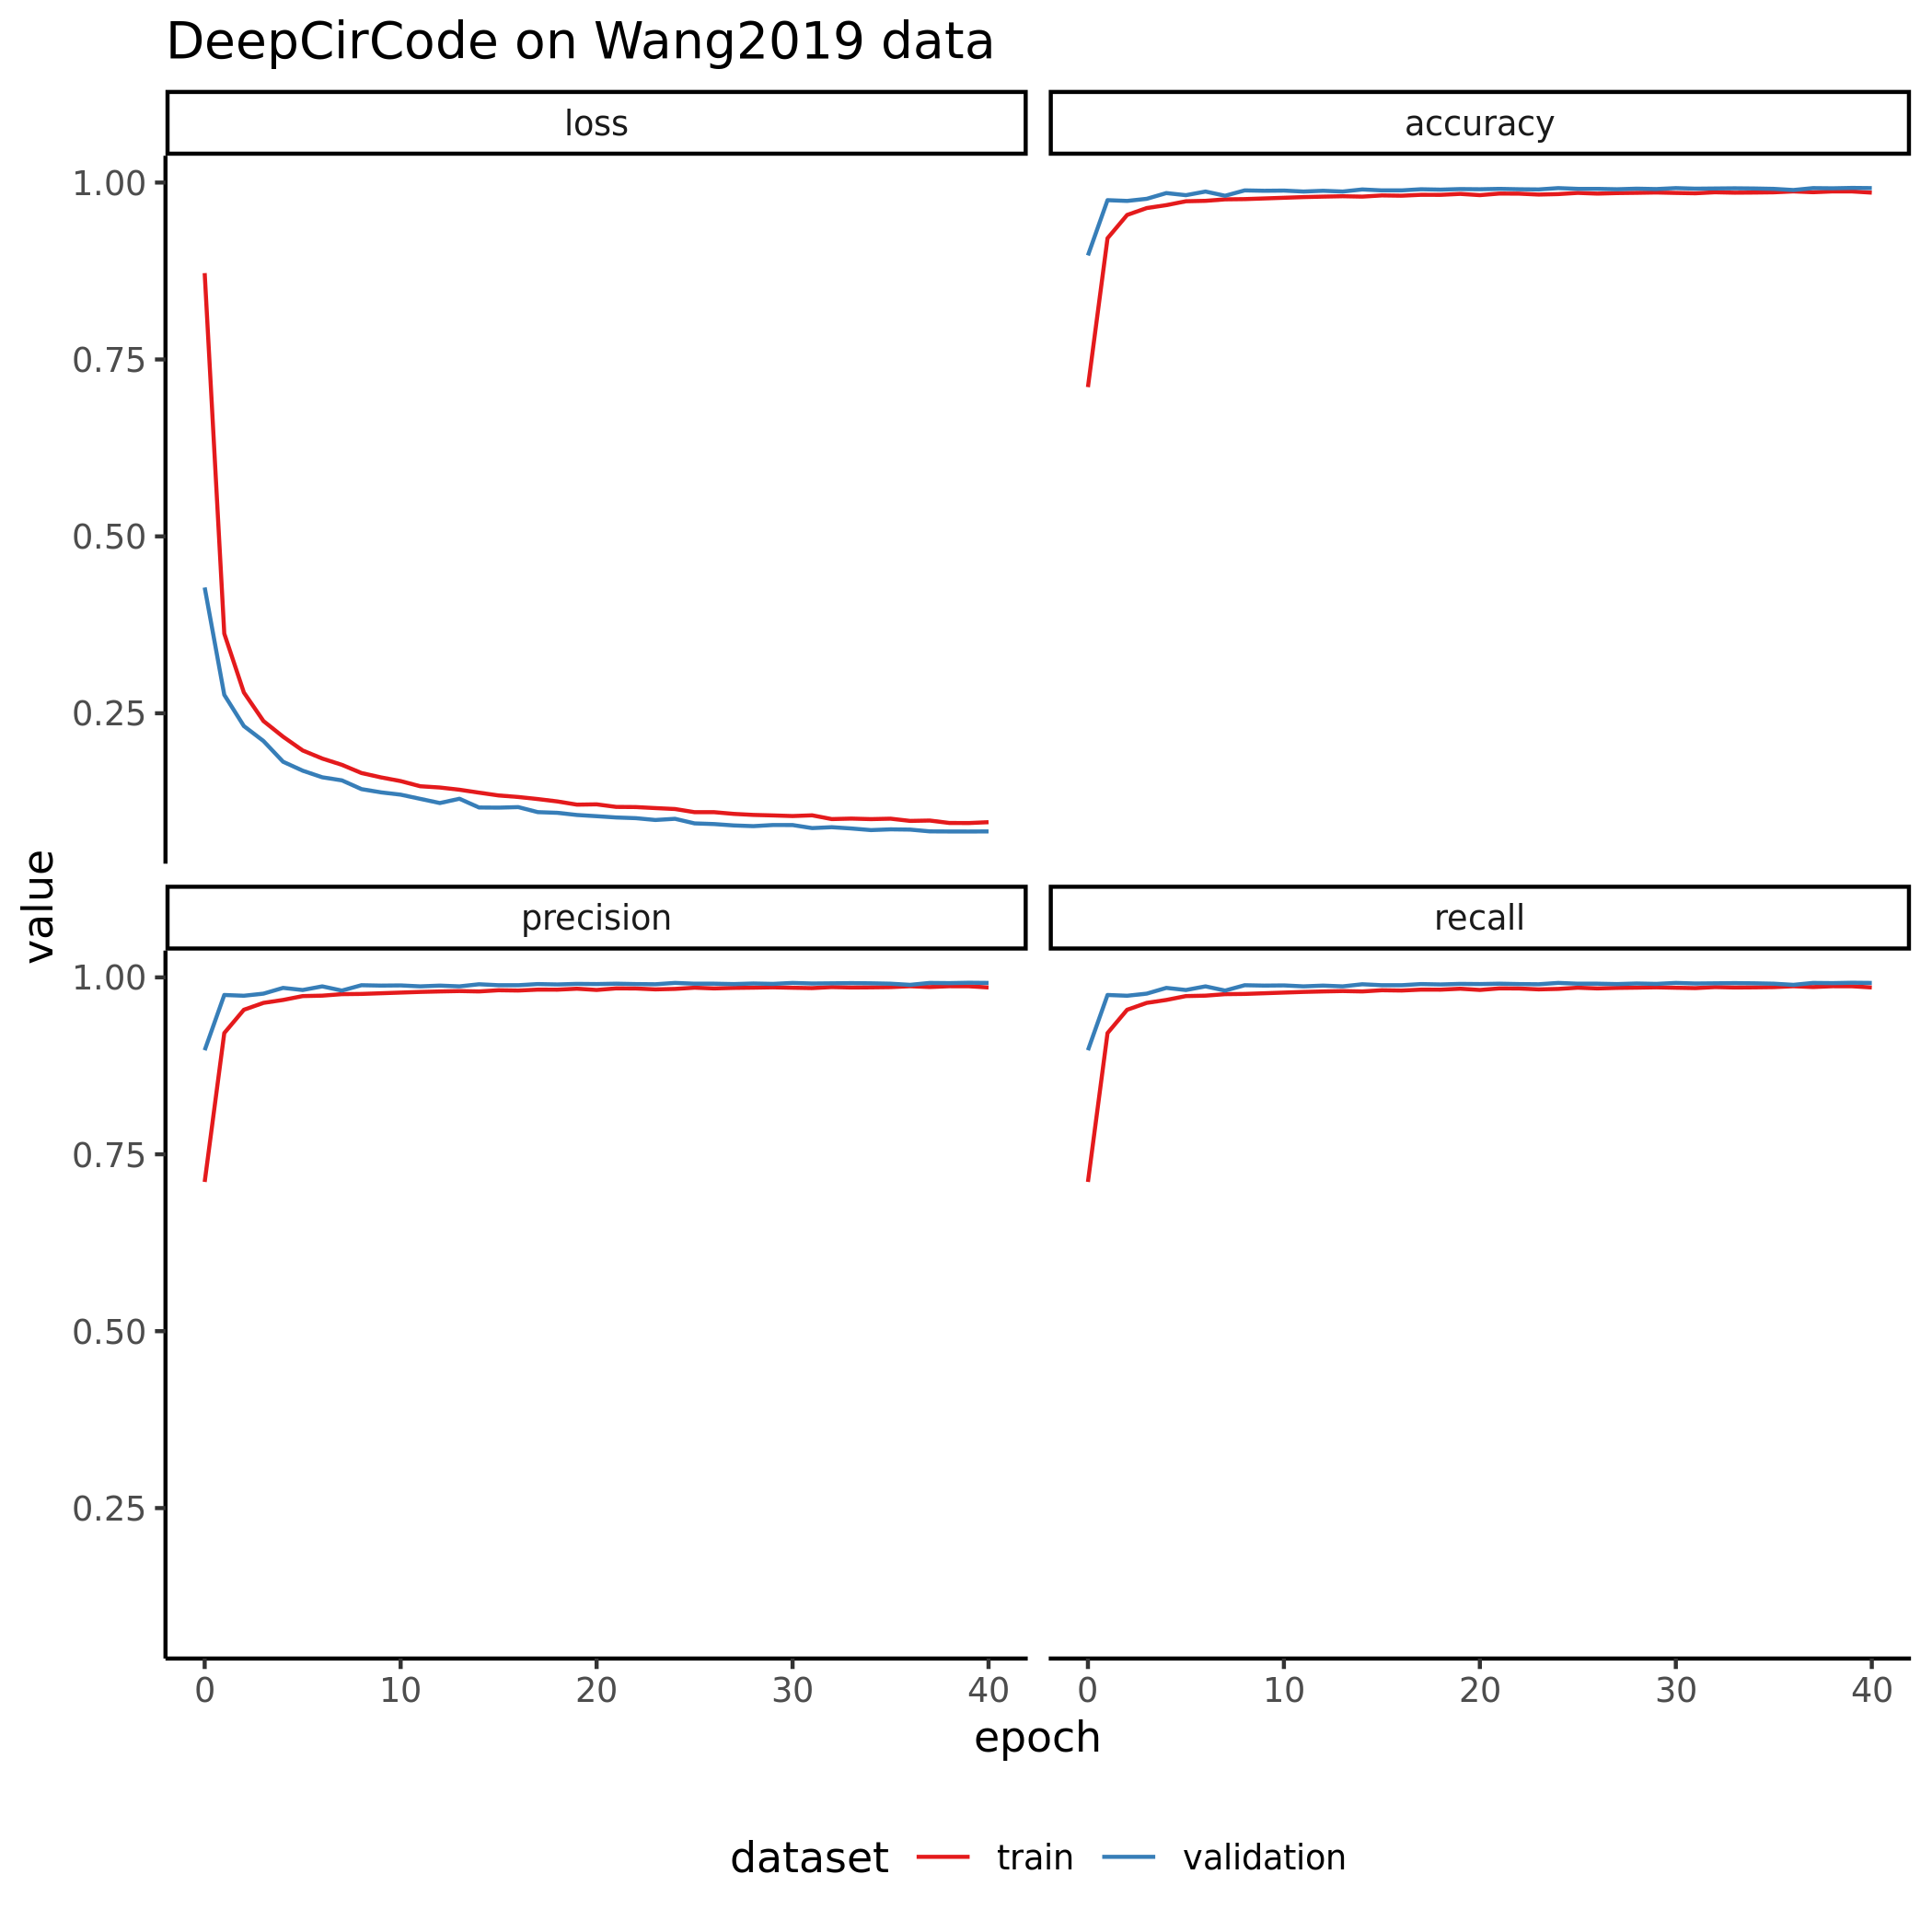 DeepCirCode on Wang2019 data
loss
accuracy
1.00
0.75
0.50
0.25
value
precision
recall
1.00
0.75
0.50
0.25
0 10 20 30 40 0 10 20 30 40
epoch
dataset train validation